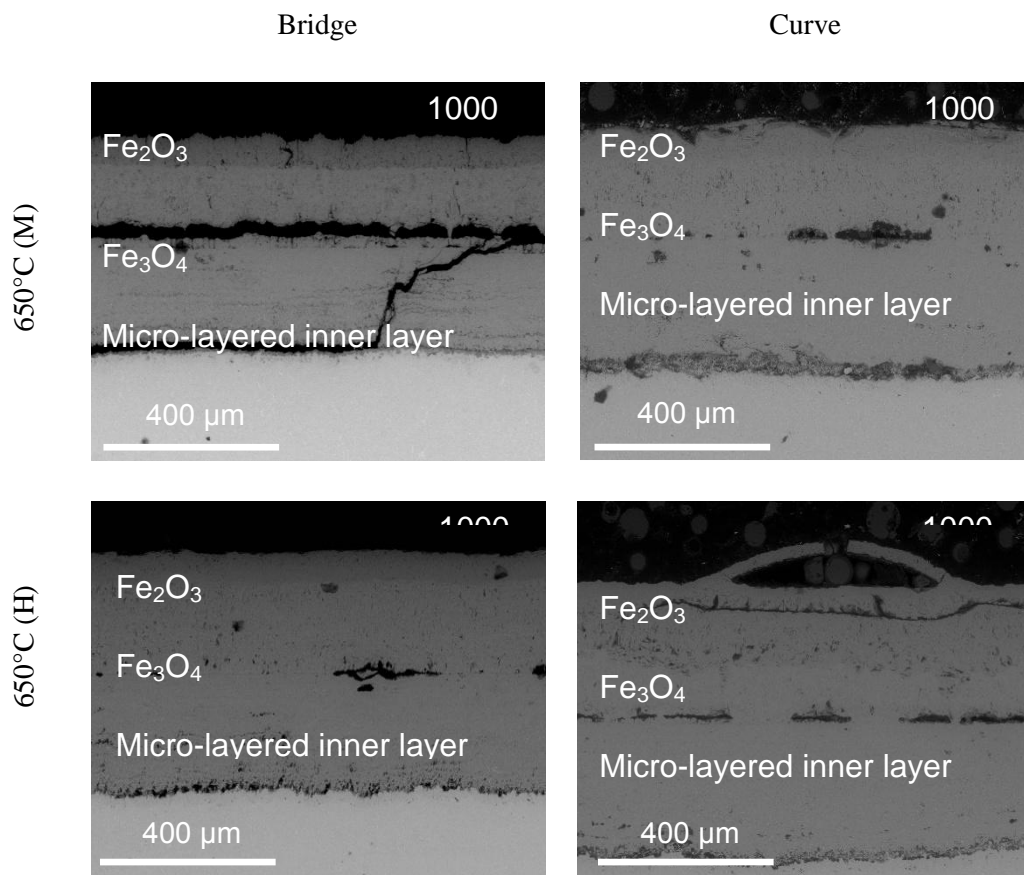 Bridge Curve
650°C (M)
1000
Fe₂O₃
Fe₃O₄
Micro-layered inner layer
400 µm
1000
Fe₂O₃
Fe₃O₄
Micro-layered inner layer
400 µm
650°C (H)
1000
Fe₂O₃
Fe₃O₄
Micro-layered inner layer
400 µm
1000
Fe₂O₃
Fe₃O₄
Micro-layered inner layer
400 µm